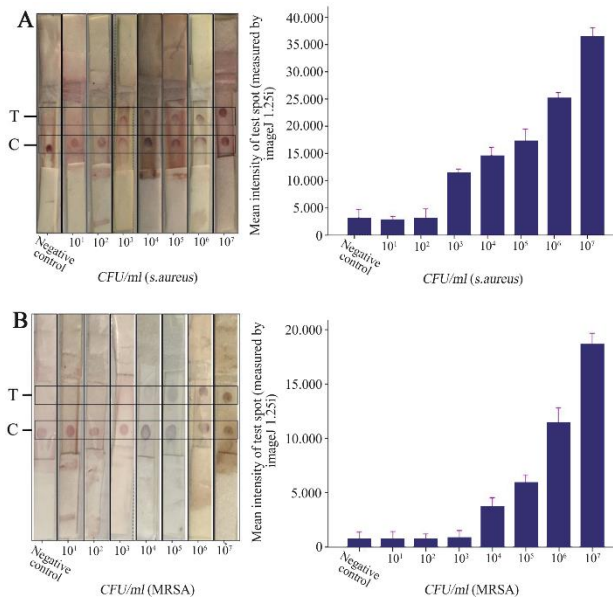 A
T
C
Negative control
10¹
10²
10³
10⁴
10⁵
10⁶
10⁷
CFU/ml (s.aureus)
Mean intensity of test spot (measured by
imageJ 1.25i)
40.000
35.000
30.000
25.000
20.000
15.000
10.000
5.000
0
Negative control
10¹
10²
10³
10⁴
10⁵
10⁶
10⁷
CFU/ml (s.aureus)
B
T
C
Negative control
10¹
10²
10³
10⁴
10⁵
10⁶
10⁷
CFU/ml (MRSA)
Mean intensity of test spot (measured by
imageJ 1.25i)
20.000
15.000
10.000
5.000
0
Negative control
10¹
10²
10³
10⁴
10⁵
10⁶
10⁷
CFU/ml (MRSA)